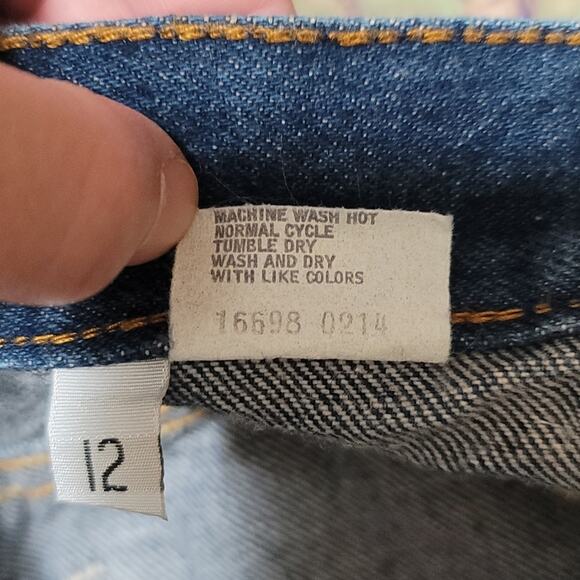 MACHINE WASH HOT
NORMAL CYCLE
TUMBLE DRY
WASH AND DRY
WITH LIKE COLORS
16698 0214
12